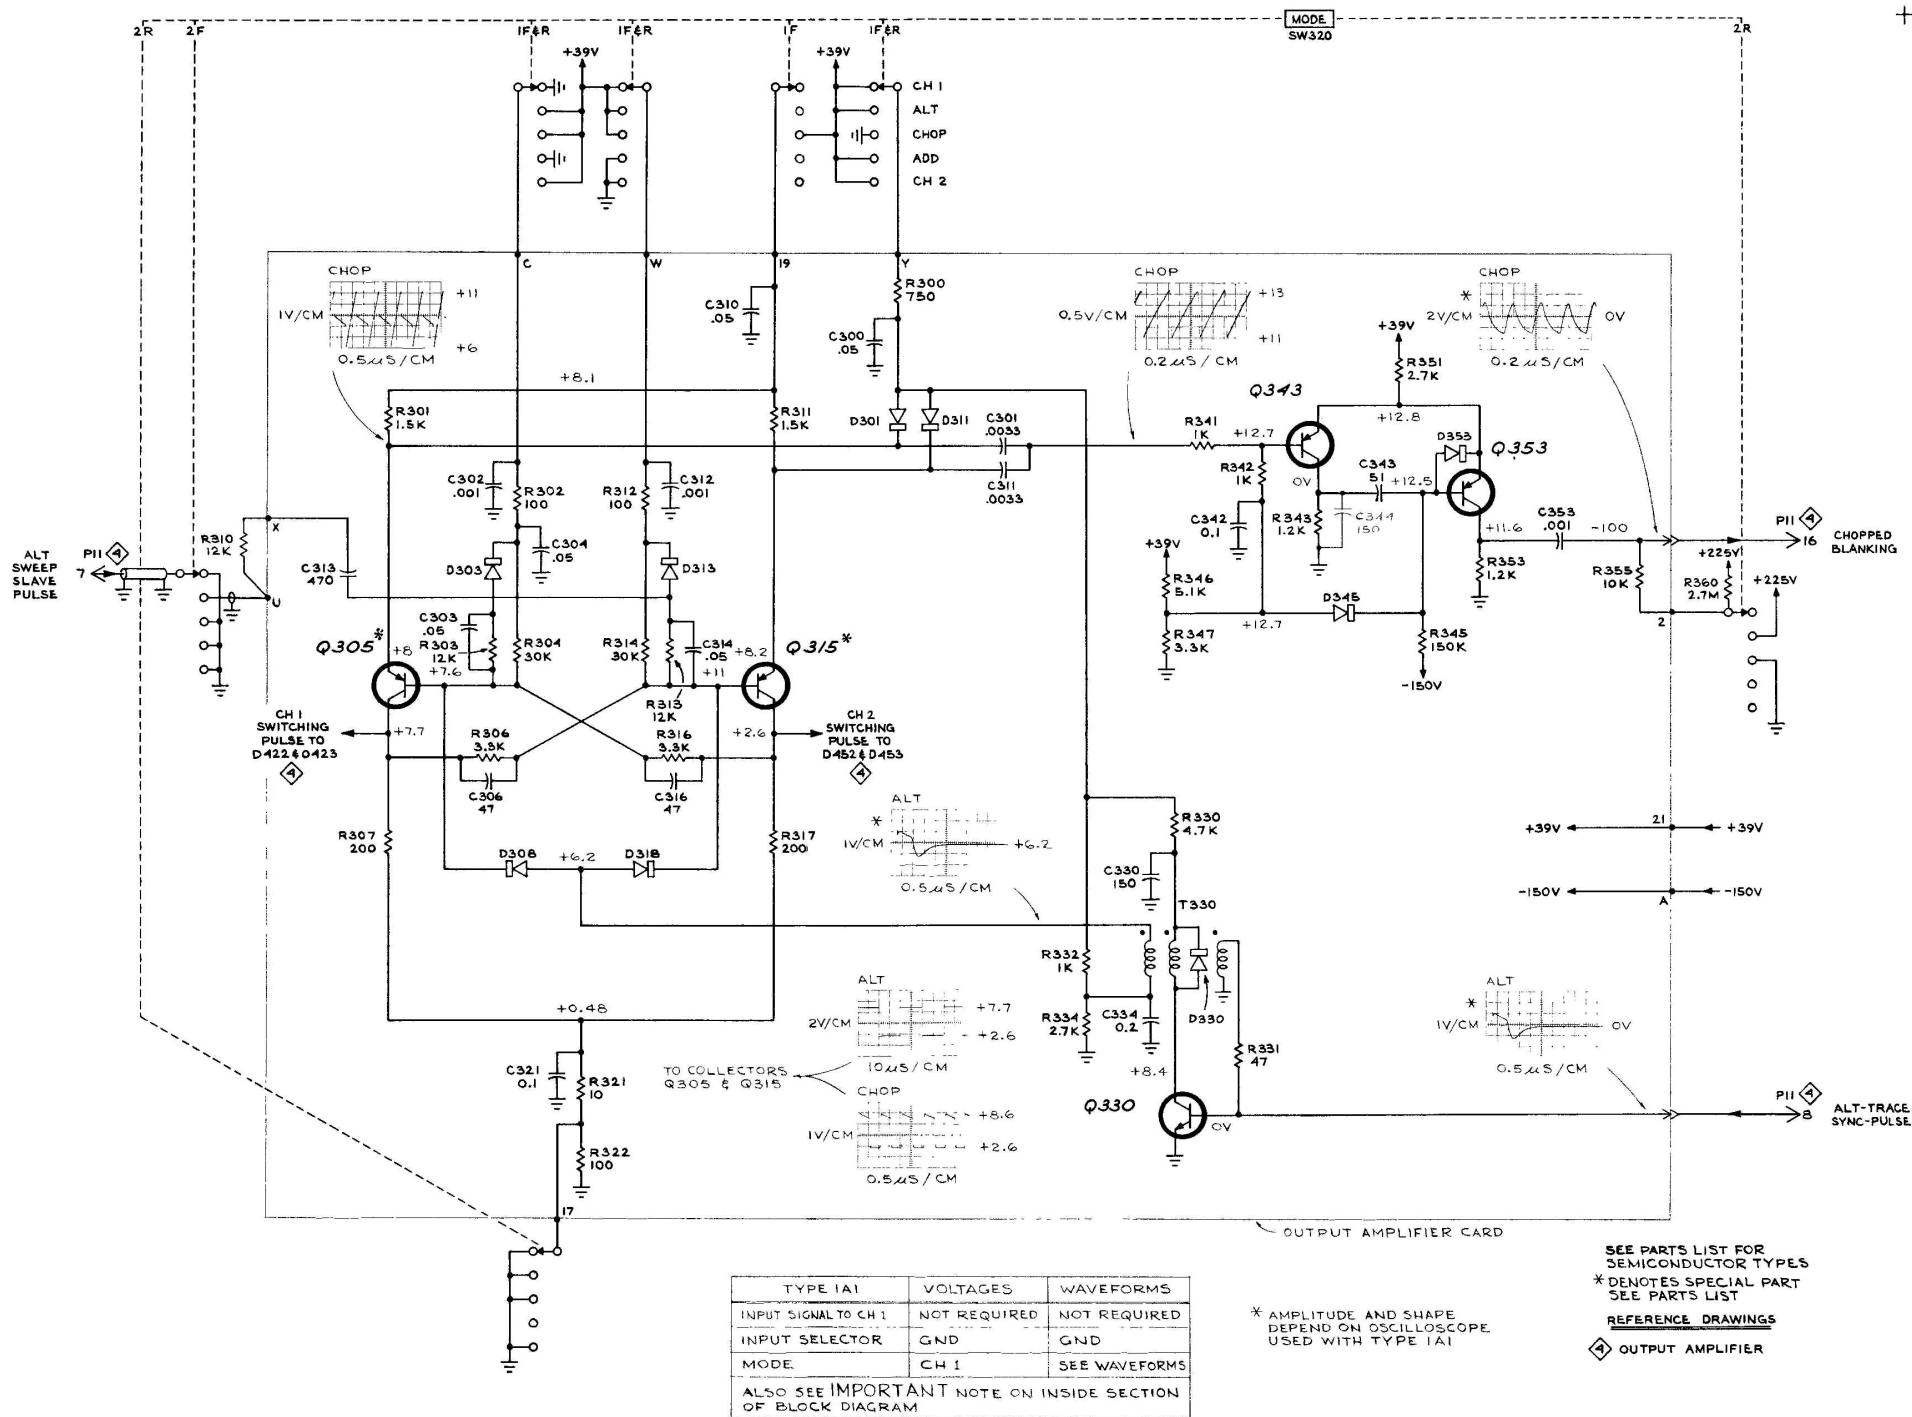 MODE
SW320
2R
2F
1F&R
1F&R
1F
1F&R
2R
+39V
+39V
CH 1
ALT
CHOP
ADD
CH 2
C
W
19
Y
CHOP
1V/CM
+11
+6
0.5µS/CM
C310
.05
R300
750
C300
.05
CHOP
0.5V/CM
+13
+11
0.2µS/CM
CHOP
*
2V/CM
0V
0.2µS/CM
+39V
R351
2.7K
+8.1
R301
1.5K
R311
1.5K
D301
D311
C301
.0033
C311
.0033
R341
1K
Q343
+12.7
+12.8
D353
Q353
R342
1K
0V
C343
51
+12.5
C302
.001
R302
100
R312
100
C312
.001
C342
0.1
R343
1.2K
C344
150
+11.6
C353
.001
-100
P11
4
16
CHOPPED
BLANKING
X
R310
12K
ALT
SWEEP
SLAVE
PULSE
P11
4
7
C313
470
U
C304
.05
D303
D313
+39V
R346
5.1K
R353
1.2K
R355
10K
+225V
R360
2.7M
+225V
2
C303
.05
R303
12K
R304
30K
R314
30K
C314
.05
R313
12K
Q305*
+8
+7.6
Q315*
+8.2
+11
D345
+12.7
R347
3.3K
R345
150K
-150V
CH 1
SWITCHING
PULSE TO
D422&D423
4
+7.7
R306
3.3K
C306
47
R316
3.3K
C316
47
+2.6
CH 2
SWITCHING
PULSE TO
D452&D453
4
R307
200
R317
200
D308
+6.2
D318
ALT
*
1V/CM
+6.2
0.5µS/CM
R330
4.7K
C330
150
T330
+39V
21
+39V
-150V
A
-150V
R332
1K
R334
2.7K
C334
0.2
D330
R331
47
+0.48
C321
0.1
R321
10
R322
100
17
ALT
2V/CM
+7.7
+2.6
10µS/CM
TO COLLECTORS
Q305 & Q315
CHOP
1V/CM
+8.6
+2.6
0.5µS/CM
+8.4
Q330
0V
ALT
*
1V/CM
0V
0.5µS/CM
P11
4
8
ALT-TRACE
SYNC-PULSE
OUTPUT AMPLIFIER CARD
TYPE 1A1 VOLTAGES WAVEFORMS
INPUT SIGNAL TO CH 1 NOT REQUIRED NOT REQUIRED
INPUT SELECTOR GND GND
MODE CH 1 SEE WAVEFORMS
ALSO SEE IMPORTANT NOTE ON INSIDE SECTION
OF BLOCK DIAGRAM
* AMPLITUDE AND SHAPE
DEPEND ON OSCILLOSCOPE
USED WITH TYPE 1A1
SEE PARTS LIST FOR
SEMICONDUCTOR TYPES
* DENOTES SPECIAL PART
SEE PARTS LIST
REFERENCE DRAWINGS
4 OUTPUT AMPLIFIER